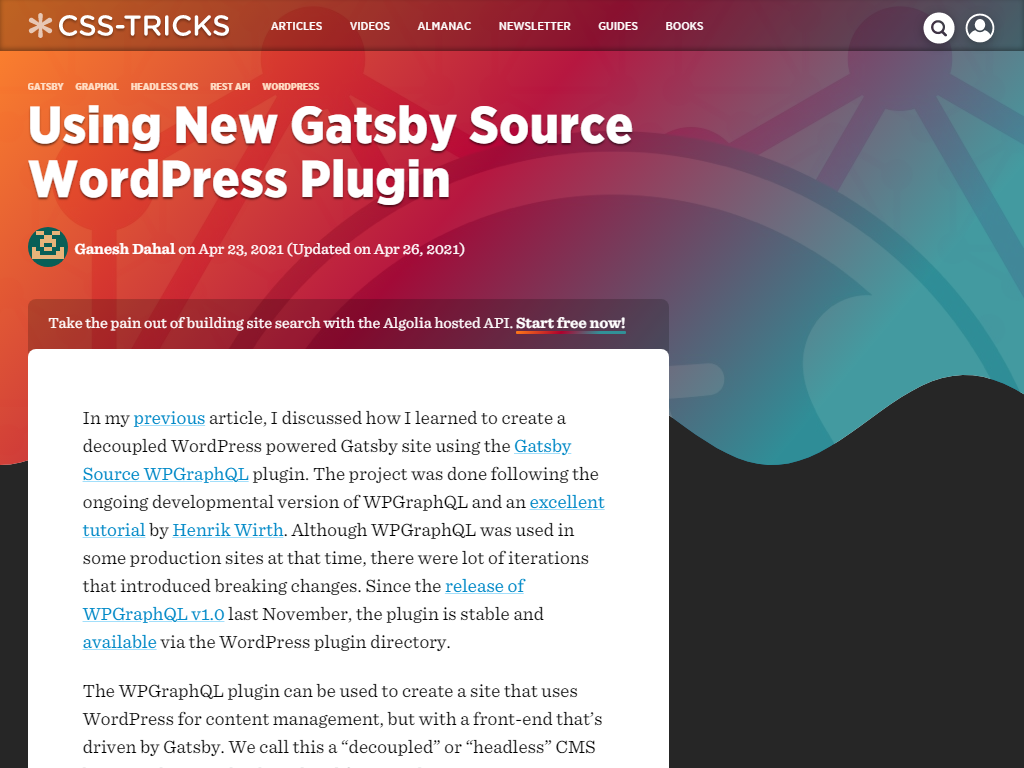 CSS-TRICKS
ARTICLES VIDEOS ALMANAC NEWSLETTER GUIDES BOOKS
GATSBY GRAPHQL HEADLESS CMS REST API WORDPRESS
Using New Gatsby Source
WordPress Plugin
Ganesh Dahal on Apr 23, 2021 (Updated on Apr 26, 2021)
Take the pain out of building site search with the Algolia hosted API. Start free now!
In my previous article, I discussed how I learned to create a
decoupled WordPress powered Gatsby site using the Gatsby
Source WPGraphQL plugin. The project was done following the
ongoing developmental version of WPGraphQL and an excellent
tutorial by Henrik Wirth. Although WPGraphQL was used in
some production sites at that time, there were lot of iterations
that introduced breaking changes. Since the release of
WPGraphQL v1.0 last November, the plugin is stable and
available via the WordPress plugin directory.
The WPGraphQL plugin can be used to create a site that uses
WordPress for content management, but with a front-end that’s
driven by Gatsby. We call this a “decoupled” or “headless” CMS